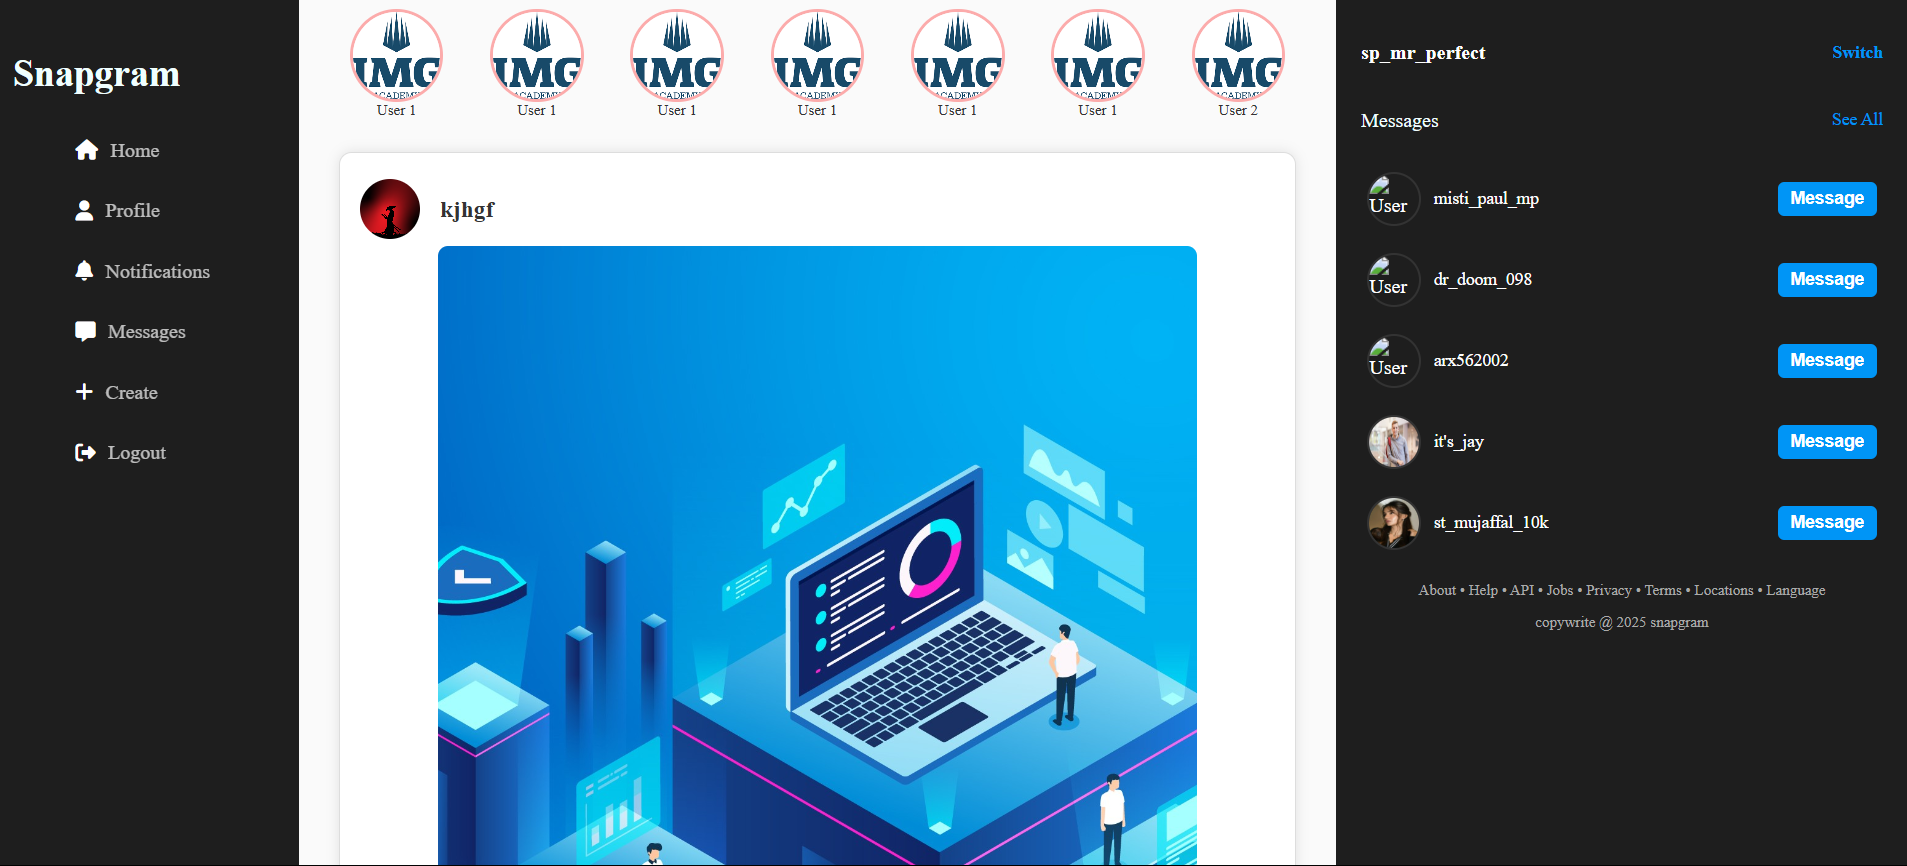 Snapgram
Home
Profile
Notifications
Messages
Create
Logout
IMG
ACADEMY
User 1
IMG
ACADEMY
User 1
IMG
ACADEMY
User 1
IMG
ACADEMY
User 1
IMG
ACADEMY
User 1
IMG
ACADEMY
User 1
IMG
ACADEMY
User 2
kjhgf
sp_mr_perfect
Switch
Messages
See All
User
misti_paul_mp
Message
User
dr_doom_098
Message
User
arx562002
Message
it's_jay
Message
st_mujaffal_10k
Message
About • Help • API • Jobs • Privacy • Terms • Locations • Language
copywrite @ 2025 snapgram